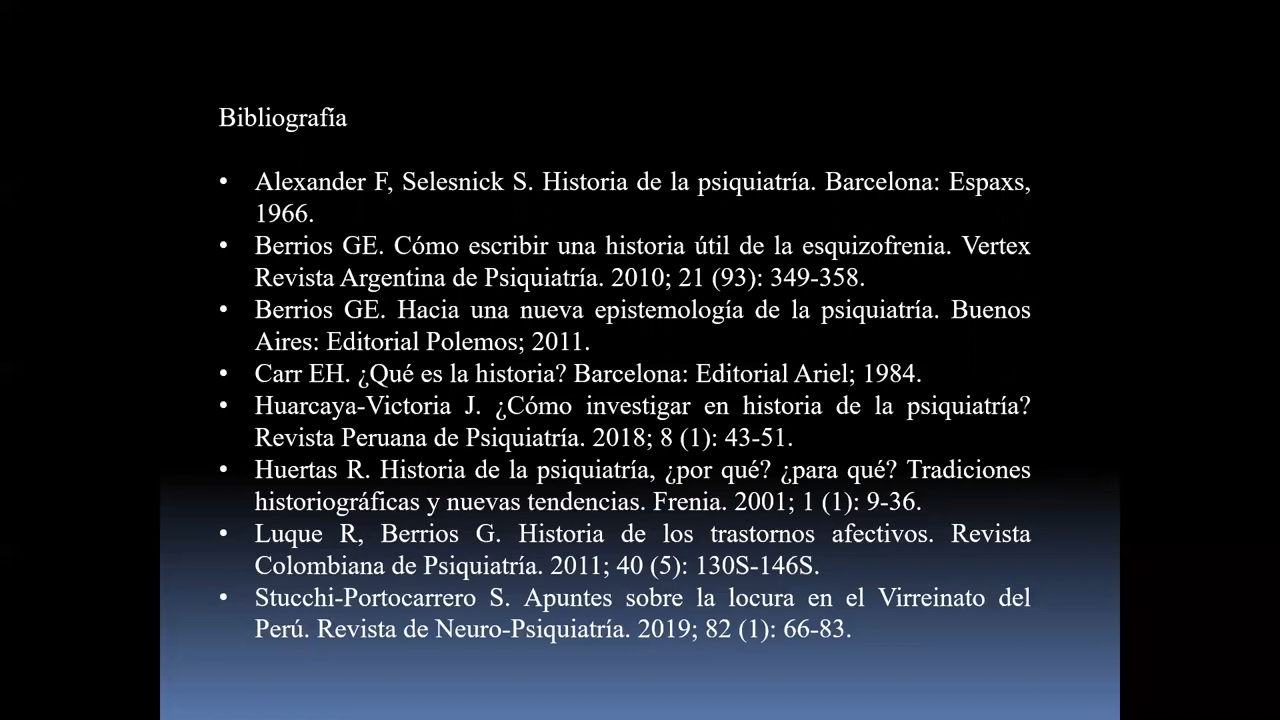 Bibliografía
• Alexander F, Selesnick S. Historia de la psiquiatría. Barcelona: Espaxs,
1966.
• Berrios GE. Cómo escribir una historia útil de la esquizofrenia. Vertex
Revista Argentina de Psiquiatría. 2010; 21 (93): 349-358.
• Berrios GE. Hacia una nueva epistemología de la psiquiatría. Buenos
Aires: Editorial Polemos; 2011.
• Carr EH. ¿Qué es la historia? Barcelona: Editorial Ariel; 1984.
• Huarcaya-Victoria J. ¿Cómo investigar en historia de la psiquiatría?
Revista Peruana de Psiquiatría. 2018; 8 (1): 43-51.
• Huertas R. Historia de la psiquiatría, ¿por qué? ¿para qué? Tradiciones
historiográficas y nuevas tendencias. Frenia. 2001; 1 (1): 9-36.
• Luque R, Berrios G. Historia de los trastornos afectivos. Revista
Colombiana de Psiquiatría. 2011; 40 (5): 130S-146S.
• Stucchi-Portocarrero S. Apuntes sobre la locura en el Virreinato del
Perú. Revista de Neuro-Psiquiatría. 2019; 82 (1): 66-83.